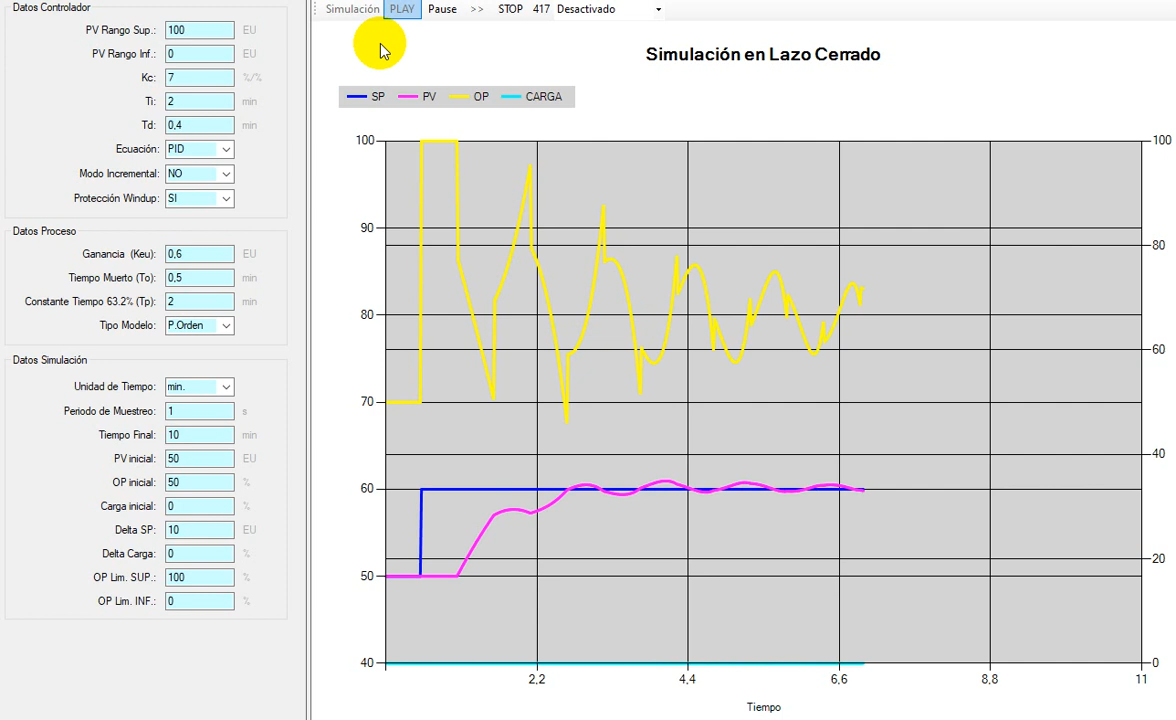 Datos Controlador
PV Rango Sup.: 100 EU
PV Rango Inf.: 0 EU
Kc: 7 %/%
Ti: 2 min
Td: 0,4 min
Ecuación: PID
Modo Incremental: NO
Protección Windup: SI
Datos Proceso
Ganancia (Keu): 0,6 EU
Tiempo Muerto (To): 0,5 min
Constante Tiempo 63.2% (Tp): 2 min
Tipo Modelo: P.Orden
Datos Simulación
Unidad de Tiempo: min.
Periodo de Muestreo: 1 s
Tiempo Final: 10 min
PV inicial: 50 EU
OP inicial: 50 %
Carga inicial: 0 %
Delta SP: 10 EU
Delta Carga: 0 %
OP Lim. SUP.: 100 %
OP Lim. INF.: 0 %
Simulación PLAY Pause >> STOP 417 Desactivado
Simulación en Lazo Cerrado
SP PV OP CARGA
100 100
90
80
80
70
60
60
50
40
20
40 0
2,2 4,4 6,6 8,8 11
Tiempo